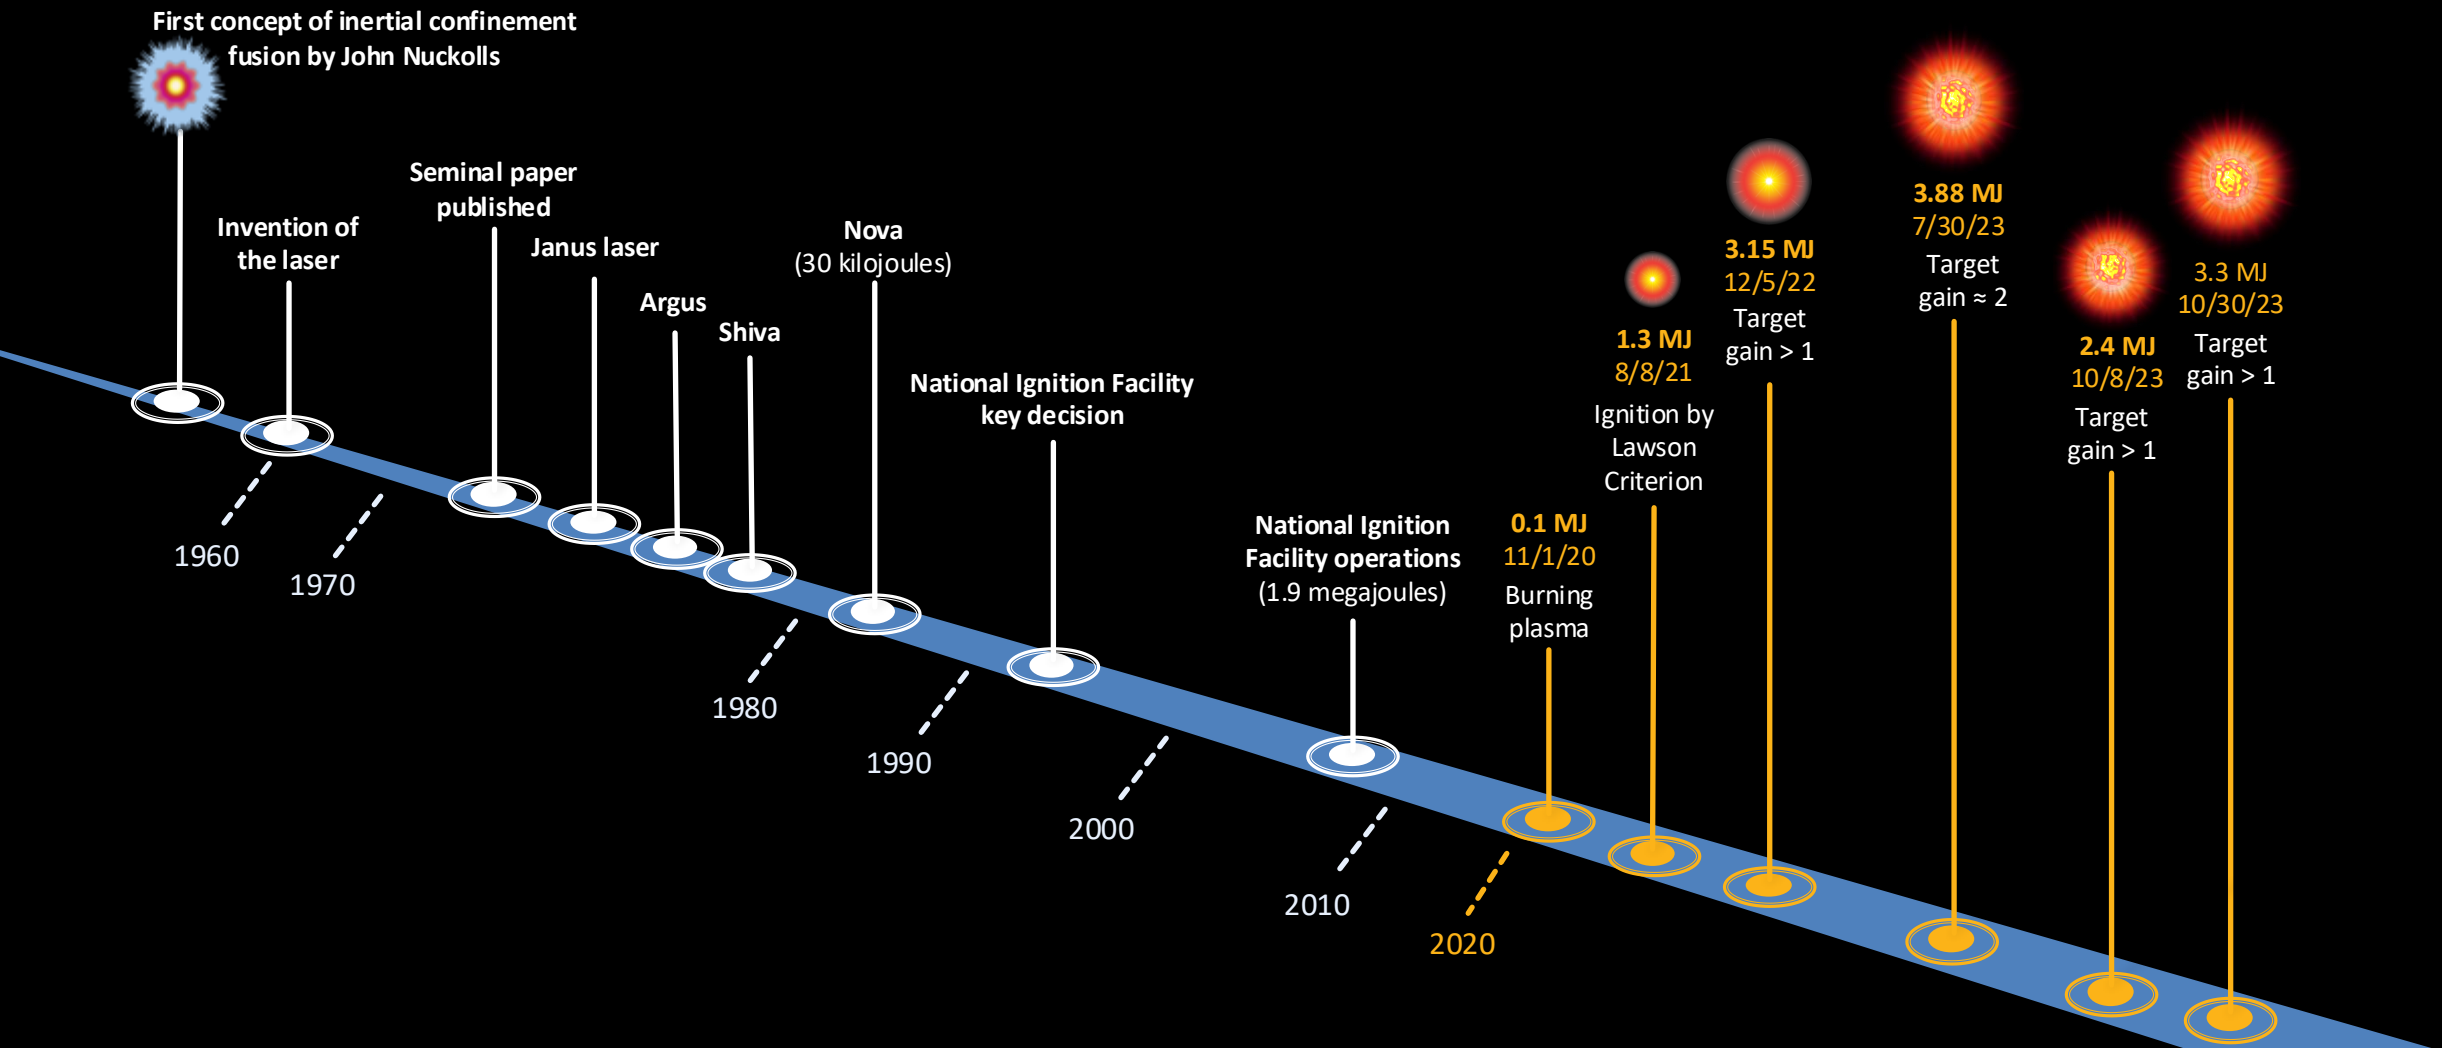 First concept of inertial confinement
fusion by John Nuckolls
Invention of
the laser
Seminal paper
published
Janus laser
Argus
Shiva
Nova
(30 kilojoules)
National Ignition Facility
key decision
National Ignition
Facility operations
(1.9 megajoules)
0.1 MJ
11/1/20
Burning
plasma
1.3 MJ
8/8/21
Ignition by
Lawson
Criterion
3.15 MJ
12/5/22
Target
gain > 1
3.88 MJ
7/30/23
Target
gain ≈ 2
2.4 MJ
10/8/23
Target
gain > 1
3.3 MJ
10/30/23
Target
gain > 1
1960
1970
1980
1990
2000
2010
2020